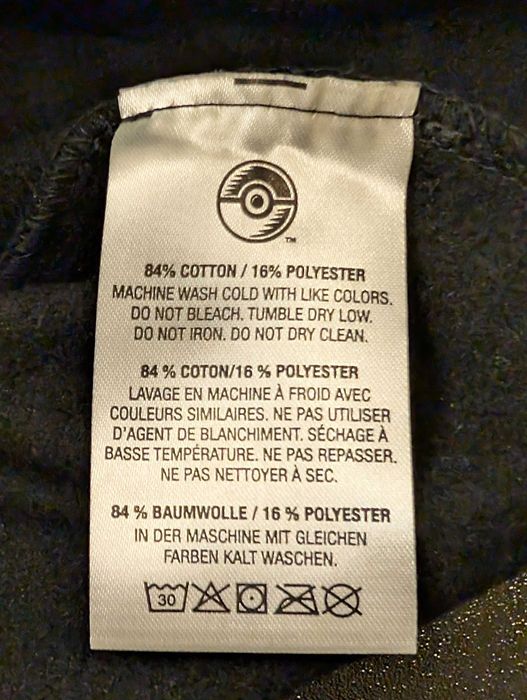 ™
84% COTTON / 16% POLYESTER
MACHINE WASH COLD WITH LIKE COLORS.
DO NOT BLEACH. TUMBLE DRY LOW.
DO NOT IRON. DO NOT DRY CLEAN.
84 % COTON/16 % POLYESTER
LAVAGE EN MACHINE À FROID AVEC
COULEURS SIMILAIRES. NE PAS UTILISER
D'AGENT DE BLANCHIMENT. SÉCHAGE À
BASSE TEMPÉRATURE. NE PAS REPASSER.
NE PAS NETTOYER À SEC.
84 % BAUMWOLLE / 16 % POLYESTER
IN DER MASCHINE MIT GLEICHEN
FARBEN KALT WASCHEN.
30